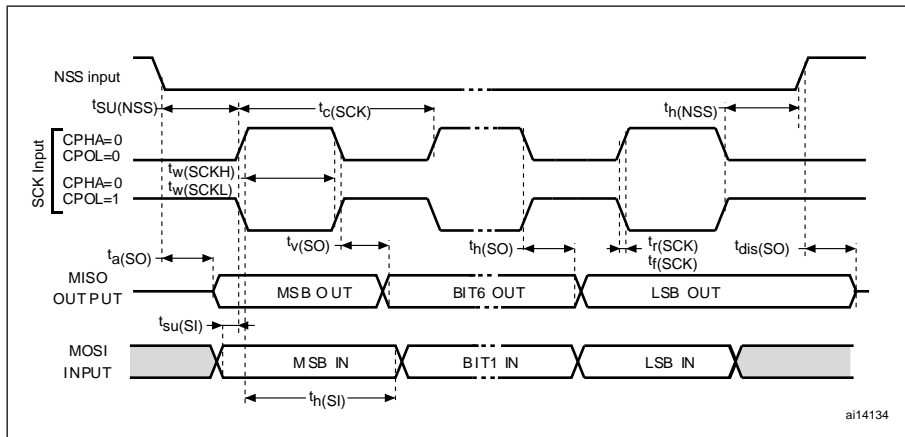 NSS input
tSU(NSS)
tc(SCK)
th(NSS)
SCK Input
CPHA=0
CPOL=0
CPHA=0
CPOL=1
tw(SCKH)
tw(SCKL)
ta(SO)
tv(SO)
th(SO)
tr(SCK)
tf(SCK)
tdis(SO)
MISO
OUTPUT
MSB OUT
BIT6 OUT
LSB OUT
tsu(SI)
MOSI
INPUT
MSB IN
BIT1 IN
LSB IN
th(SI)
ai14134